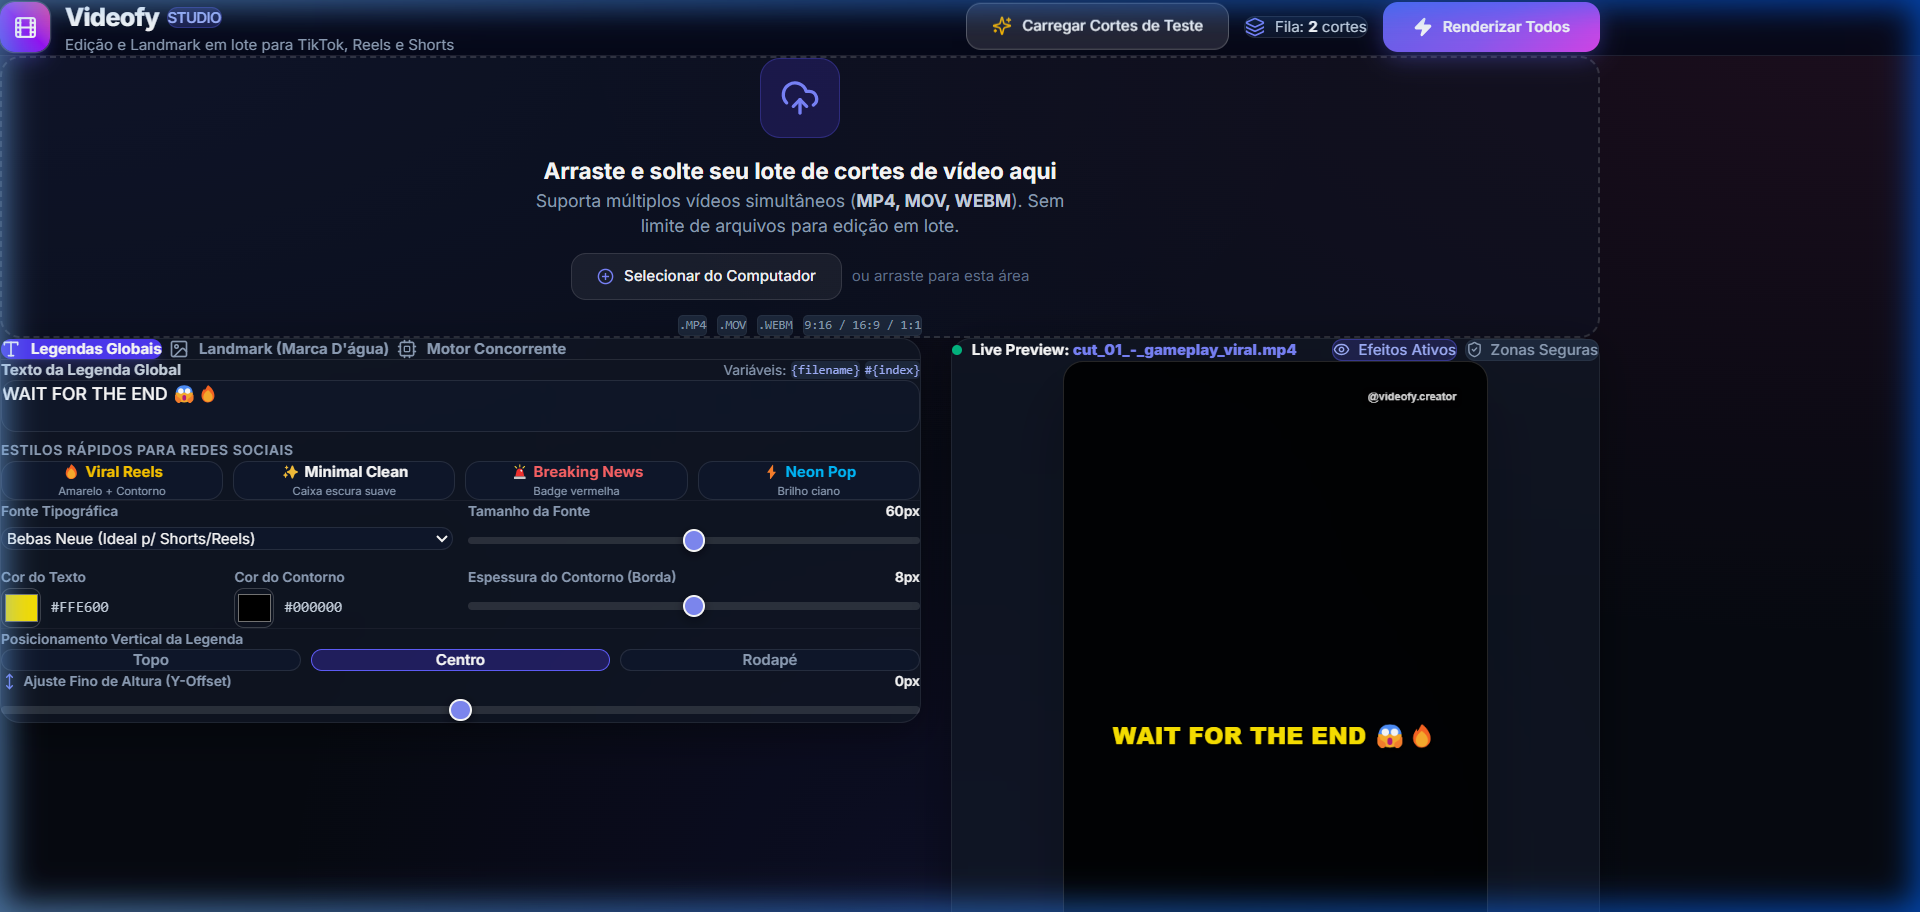 Videofy STUDIO
Edição e Landmark em lote para TikTok, Reels e Shorts
Carregar Cortes de Teste
Fila: 2 cortes
Renderizar Todos
Arraste e solte seu lote de cortes de vídeo aqui
Suporta múltiplos vídeos simultâneos (MP4, MOV, WEBM). Sem
limite de arquivos para edição em lote.
Selecionar do Computador
ou arraste para esta área
.MP4 .MOV .WEBM 9:16 / 16:9 / 1:1
Legendas Globais
Landmark (Marca D'água)
Motor Concorrente
Texto da Legenda Global
Variáveis: {filename} #{index}
WAIT FOR THE END 😱🔥
ESTILOS RÁPIDOS PARA REDES SOCIAIS
🔥 Viral Reels
Amarelo + Contorno
✨ Minimal Clean
Caixa escura suave
🚨 Breaking News
Badge vermelha
⚡ Neon Pop
Brilho ciano
Fonte Tipográfica
Bebas Neue (Ideal p/ Shorts/Reels)
Tamanho da Fonte
60px
Cor do Texto
#FFE600
Cor do Contorno
#000000
Espessura do Contorno (Borda)
8px
Posicionamento Vertical da Legenda
Topo
Centro
Rodapé
Ajuste Fino de Altura (Y-Offset)
0px
Live Preview: cut_01_-_gameplay_viral.mp4
Efeitos Ativos
Zonas Seguras
@videofy.creator
WAIT FOR THE END 😱🔥